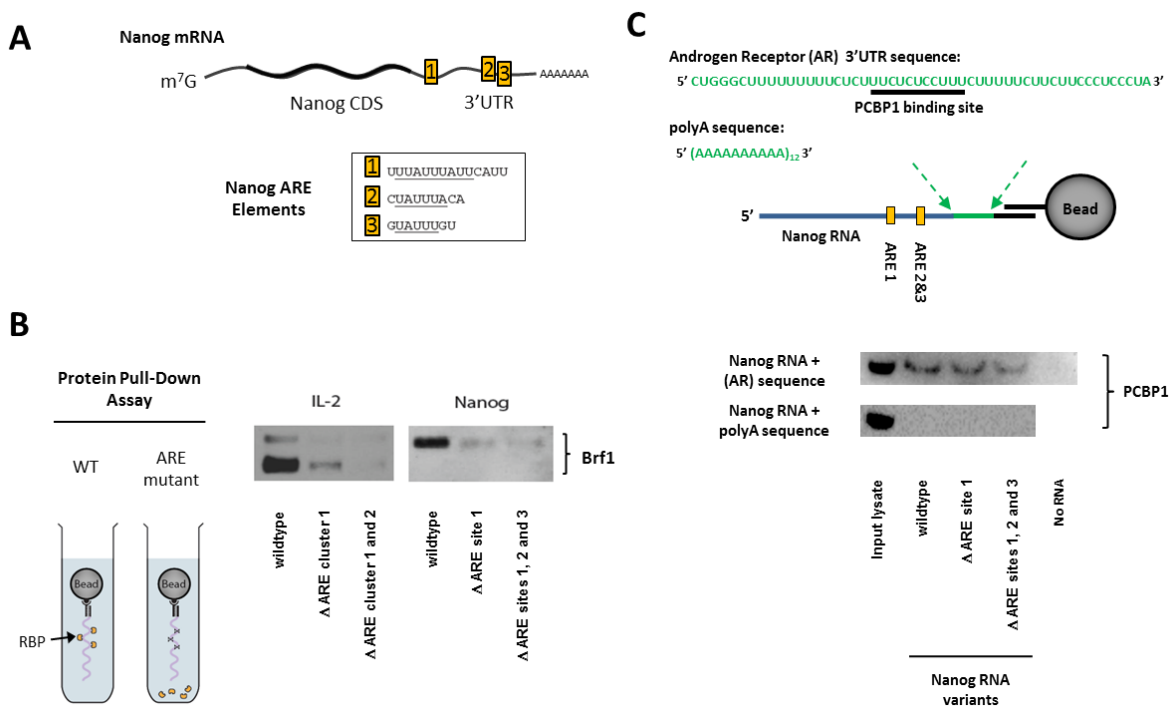 A
Nanog mRNA
m7G
1
2
3
AAAAAAA
Nanog CDS
3'UTR
Nanog ARE
Elements
1 UUUAUUUAUUCAUU
2 CUAUUUACA
3 GUAUUUGU
B
Protein Pull-Down
Assay
WT
ARE
mutant
Bead
Bead
RBP
IL-2
Nanog
Brf1
wildtype
Δ ARE cluster 1
Δ ARE cluster 1 and 2
wildtype
Δ ARE site 1
Δ ARE sites 1, 2 and 3
C
Androgen Receptor (AR) 3'UTR sequence:
5' CUGGGCUUUUUUUUUCUCUUUCUCUCCUUUCUUUUUCUUCUUCCCUCCCUA 3'
PCBP1 binding site
polyA sequence:
5' (AAAAAAAAAA)12 3'
5'
Bead
Nanog RNA
ARE 1
ARE 2&3
Nanog RNA +
(AR) sequence
Nanog RNA +
polyA sequence
PCBP1
Input lysate
wildtype
Δ ARE site 1
Δ ARE sites 1, 2 and 3
No RNA
Nanog RNA
variants